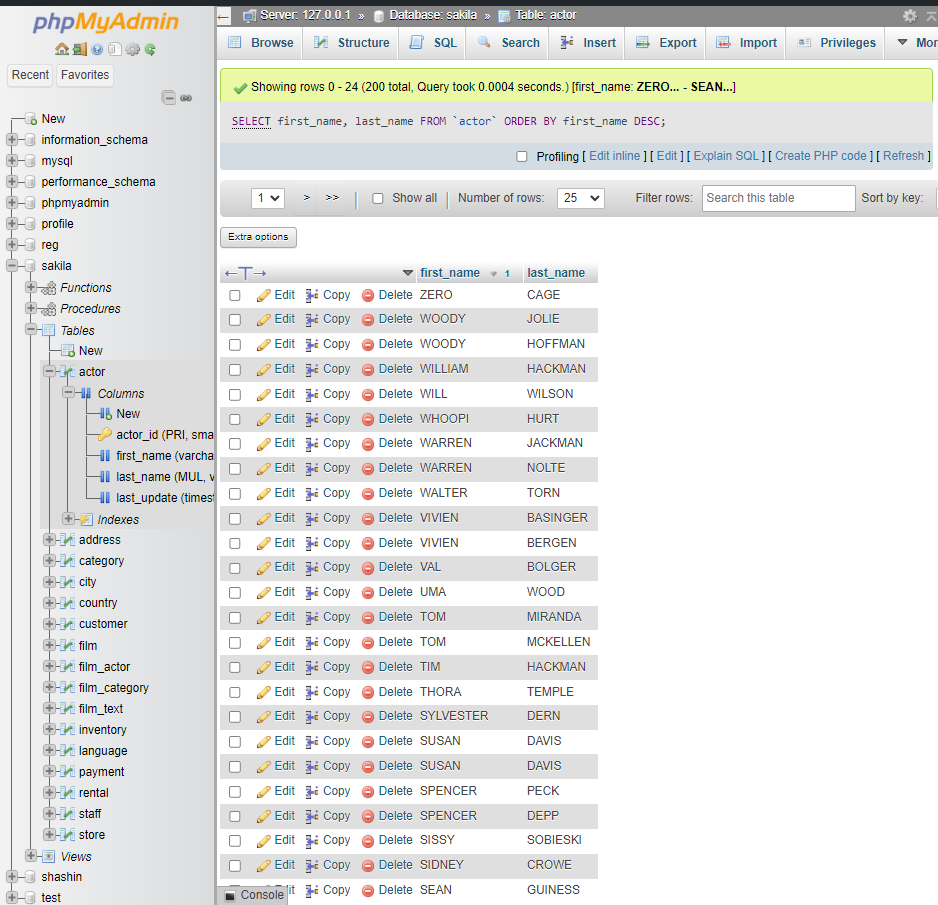 phpMyAdmin
Recent Favorites
New
information_schema
mysql
performance_schema
phpmyadmin
profile
reg
sakila
Functions
Procedures
Tables
New
actor
Columns
New
actor_id (PRI, sma
first_name (varcha
last_name (MUL, v
last_update (timest
Indexes
address
category
city
country
customer
film
film_actor
film_category
film_text
inventory
language
payment
rental
staff
store
Views
shashin
test
Server: 127.0.0.1 » Database: sakila » Table: actor
Browse Structure SQL Search Insert Export Import Privileges Mor
Showing rows 0 - 24 (200 total, Query took 0.0004 seconds.) [first_name: ZERO... - SEAN...]
SELECT first_name, last_name FROM `actor` ORDER BY first_name DESC;
Profiling [ Edit inline ] [ Edit ] [ Explain SQL ] [ Create PHP code ] [ Refresh ]
1 > >> Show all Number of rows: 25 Filter rows: Search this table Sort by key:
Extra options
←T→ first_name 1 last_name
Edit Copy Delete ZERO CAGE
Edit Copy Delete WOODY JOLIE
Edit Copy Delete WOODY HOFFMAN
Edit Copy Delete WILLIAM HACKMAN
Edit Copy Delete WILL WILSON
Edit Copy Delete WHOOPI HURT
Edit Copy Delete WARREN JACKMAN
Edit Copy Delete WARREN NOLTE
Edit Copy Delete WALTER TORN
Edit Copy Delete VIVIEN BASINGER
Edit Copy Delete VIVIEN BERGEN
Edit Copy Delete VAL BOLGER
Edit Copy Delete UMA WOOD
Edit Copy Delete TOM MIRANDA
Edit Copy Delete TOM MCKELLEN
Edit Copy Delete TIM HACKMAN
Edit Copy Delete THORA TEMPLE
Edit Copy Delete SYLVESTER DERN
Edit Copy Delete SUSAN DAVIS
Edit Copy Delete SUSAN DAVIS
Edit Copy Delete SPENCER PECK
Edit Copy Delete SPENCER DEPP
Edit Copy Delete SISSY SOBIESKI
Edit Copy Delete SIDNEY CROWE
Copy Delete SEAN GUINESS
Console